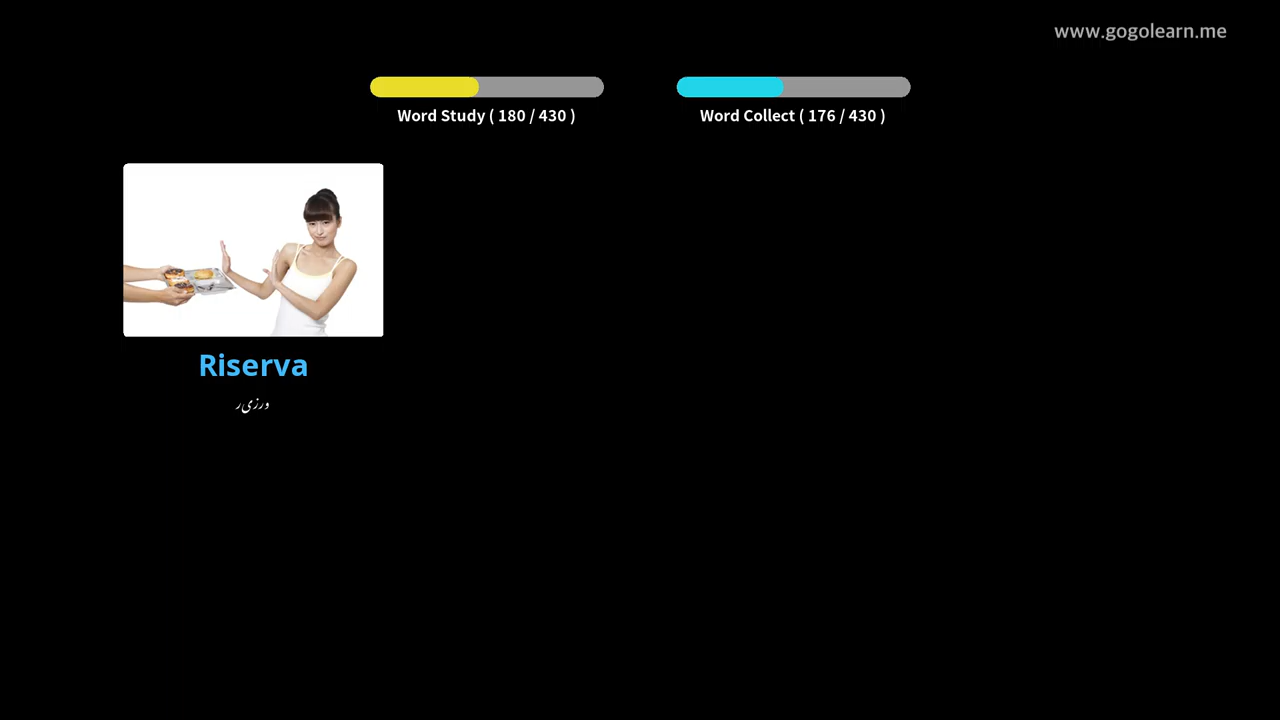 www.gogolearn.me
Word Study ( 180 / 430 )
Word Collect ( 176 / 430 )
Riserva
ورزی‌ر